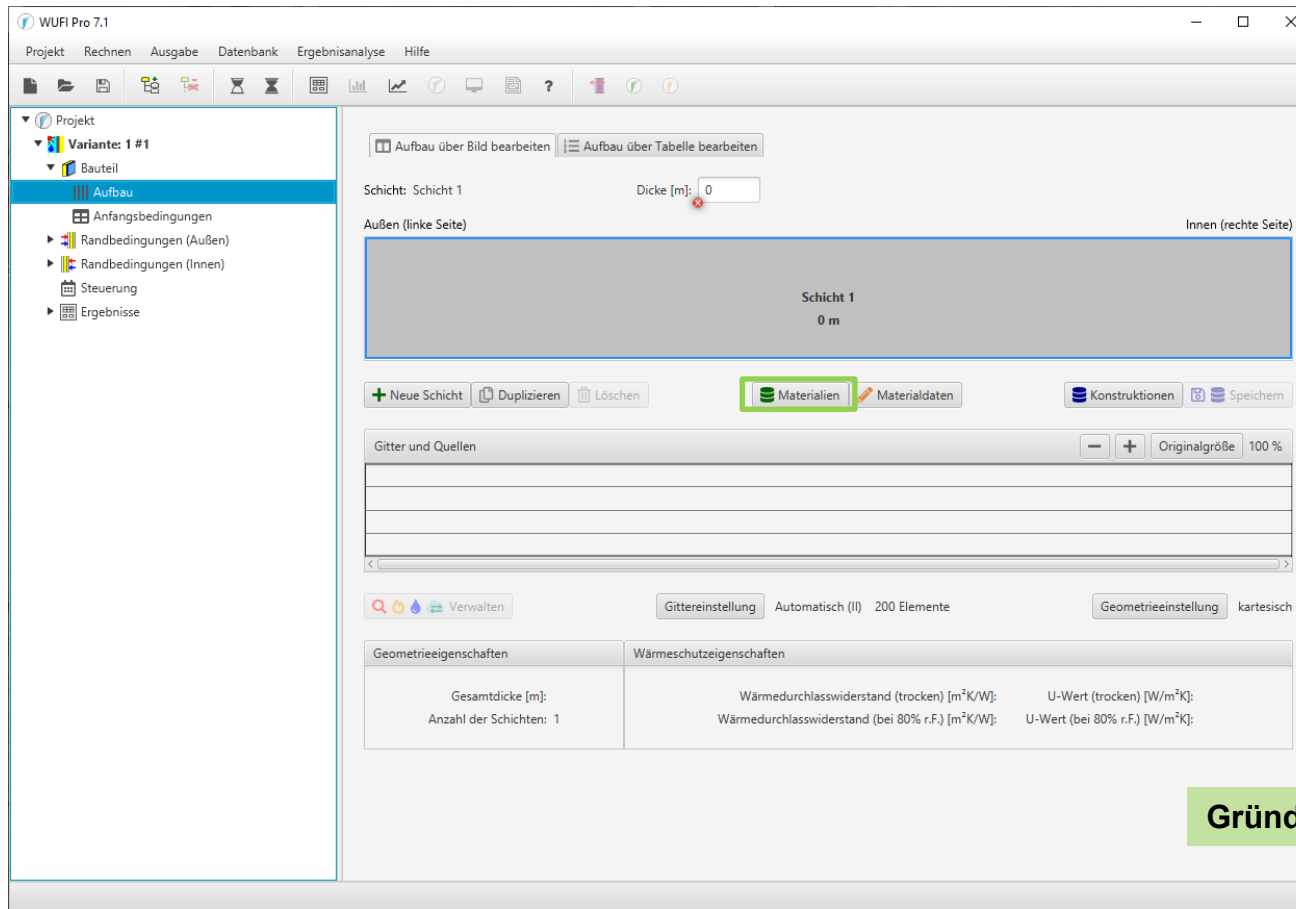 WUFI Pro 7.1
Projekt Rechnen Ausgabe Datenbank Ergebnisanalyse Hilfe
?
Projekt
Variante: 1 #1
Bauteil
Aufbau
Anfangsbedingungen
Randbedingungen (Außen)
Randbedingungen (Innen)
Steuerung
Ergebnisse
Aufbau über Bild bearbeiten Aufbau über Tabelle bearbeiten
Schicht: Schicht 1 Dicke [m]: 0
Außen (linke Seite) Innen (rechte Seite)
Schicht 1
0 m
Neue Schicht Duplizieren Löschen Materialien Materialdaten Konstruktionen Speichern
Gitter und Quellen Originalgröße 100 %
Verwalten Gittereinstellung Automatisch (II) 200 Elemente Geometrieeinstellung kartesisch
Geometrieeigenschaften Wärmeschutzeigenschaften
Gesamtdicke [m]: Wärmedurchlasswiderstand (trocken) [m²K/W]: U-Wert (trocken) [W/m²K]:
Anzahl der Schichten: 1 Wärmedurchlasswiderstand (bei 80% r.F.) [m²K/W]: U-Wert (bei 80% r.F.) [W/m²K]:
Gründ